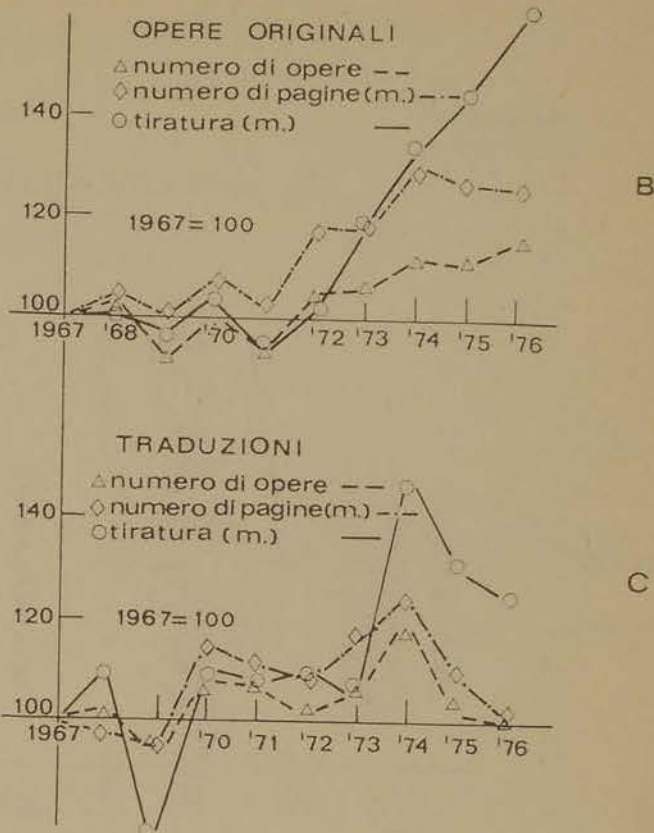 OPERE ORIGINALI
△ numero di opere ---
◇ numero di pagine (m.) -·-·
○ tiratura (m.) —
140
B
120
1967 = 100
100
1967 '68 '70 '72 '73 '74 '75 '76
TRADUZIONI
△ numero di opere ---
140
◇ numero di pagine (m.) -·-·
○ tiratura (m.) —
C
120
1967 = 100
100
1967 '70 '71 '72 '73 '74 '75 '76